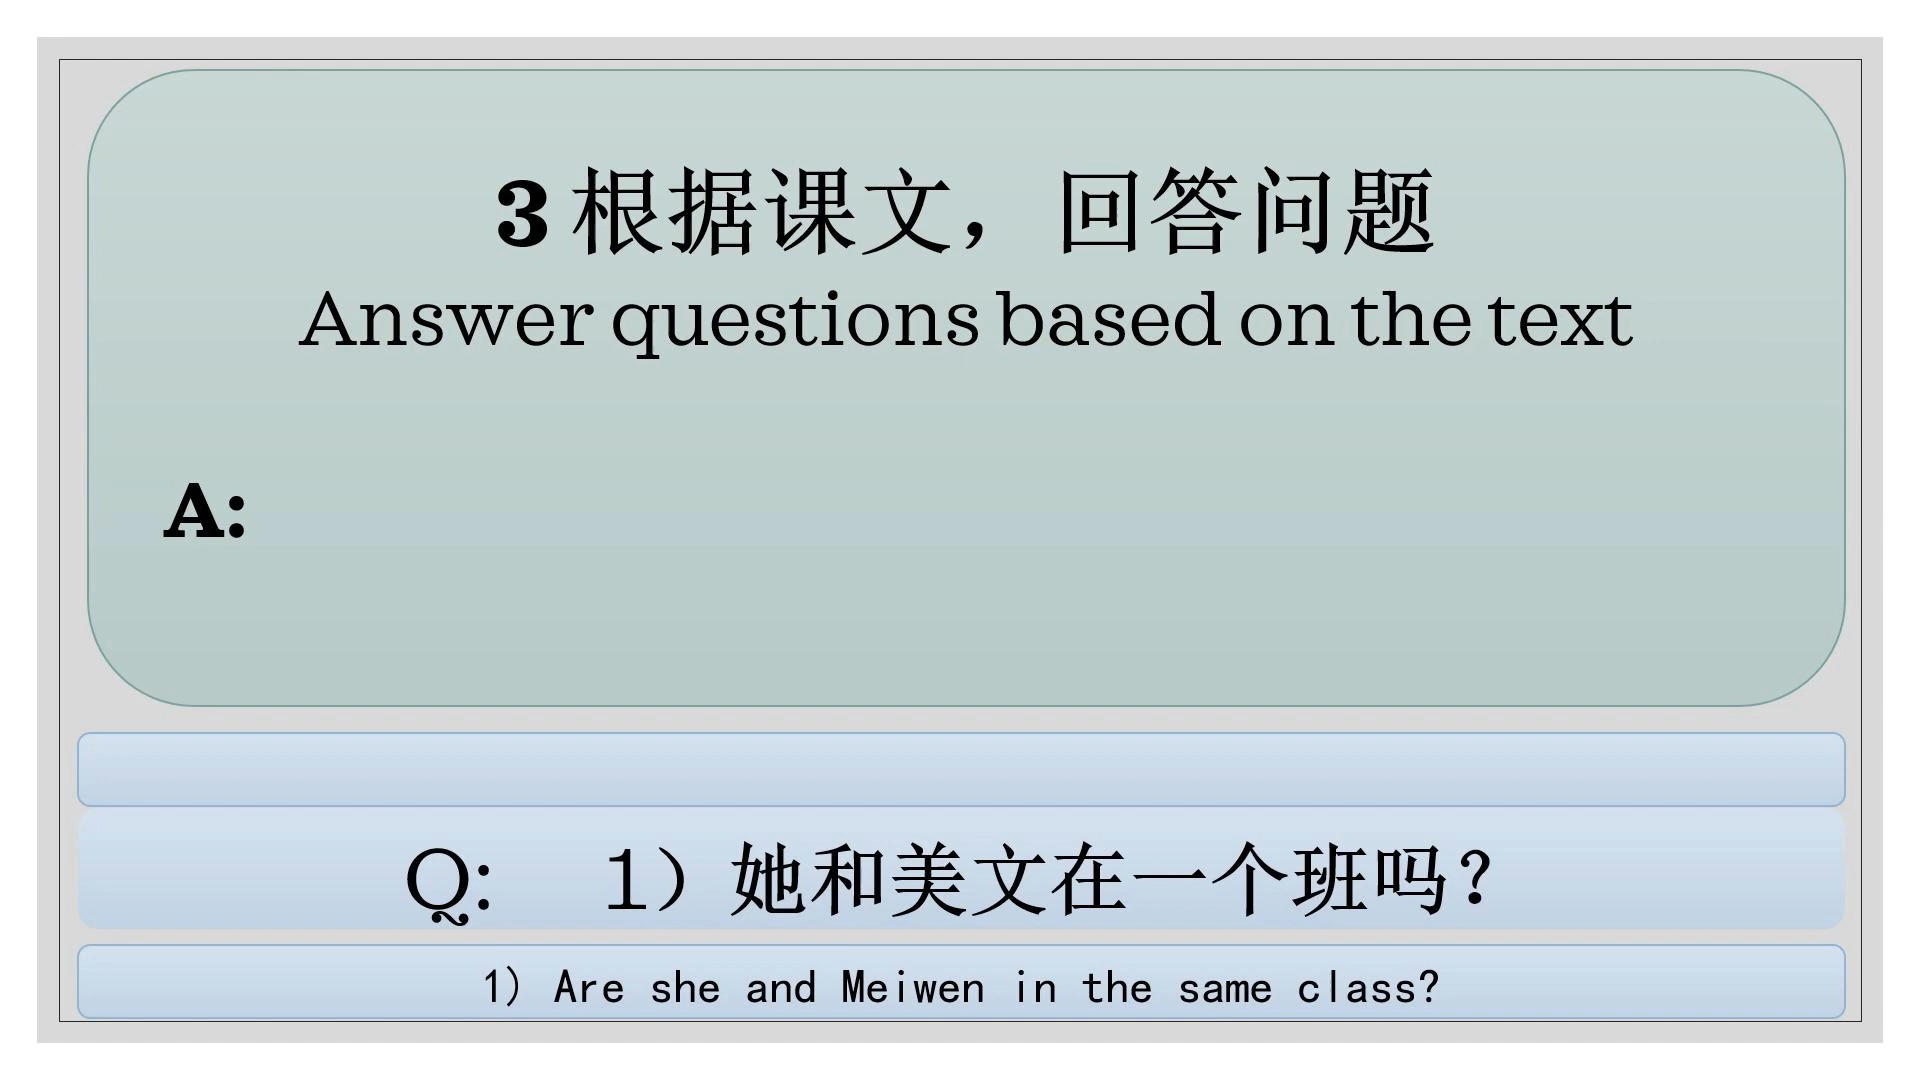 3 根据课文，回答问题
Answer questions based on the text
A:
Q: 1）她和美文在一个班吗？
1) Are she and Meiwen in the same class?